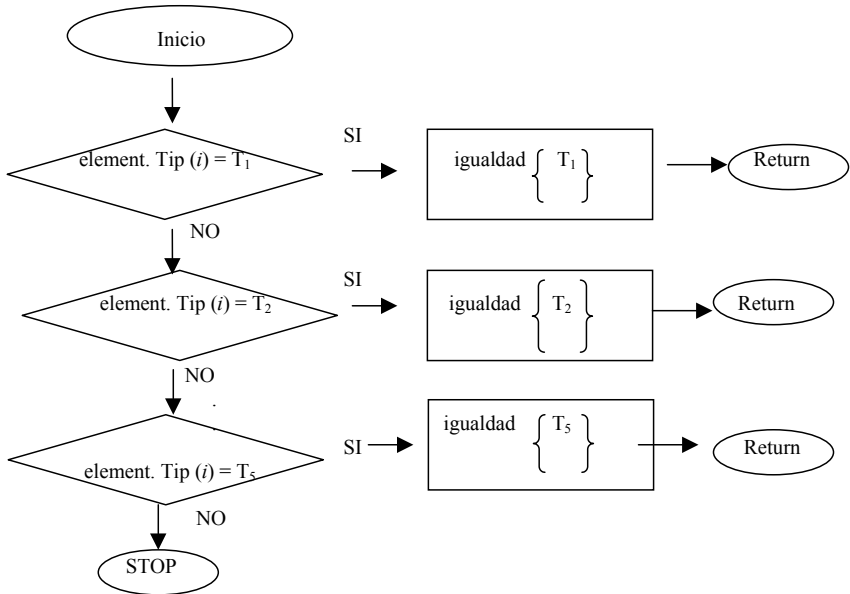 Inicio
element. Tip (i) = T₁
SI
igualdad { T₁ }
Return
NO
element. Tip (i) = T₂
SI
igualdad { T₂ }
Return
NO
element. Tip (i) = T₅
SI
igualdad { T₅ }
Return
NO
STOP